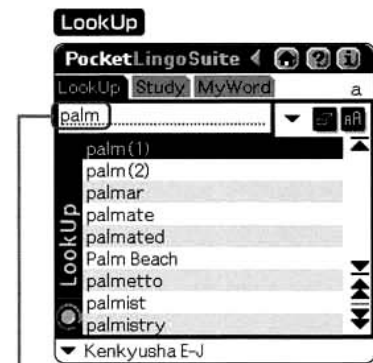 LookUp
PocketLingoSuite
LookUp Study MyWord a
palm
palm(1)
palm(2)
palmar
palmate
palmated
Palm Beach
palmetto
palmist
palmistry
LookUp
Kenkyusha E-J